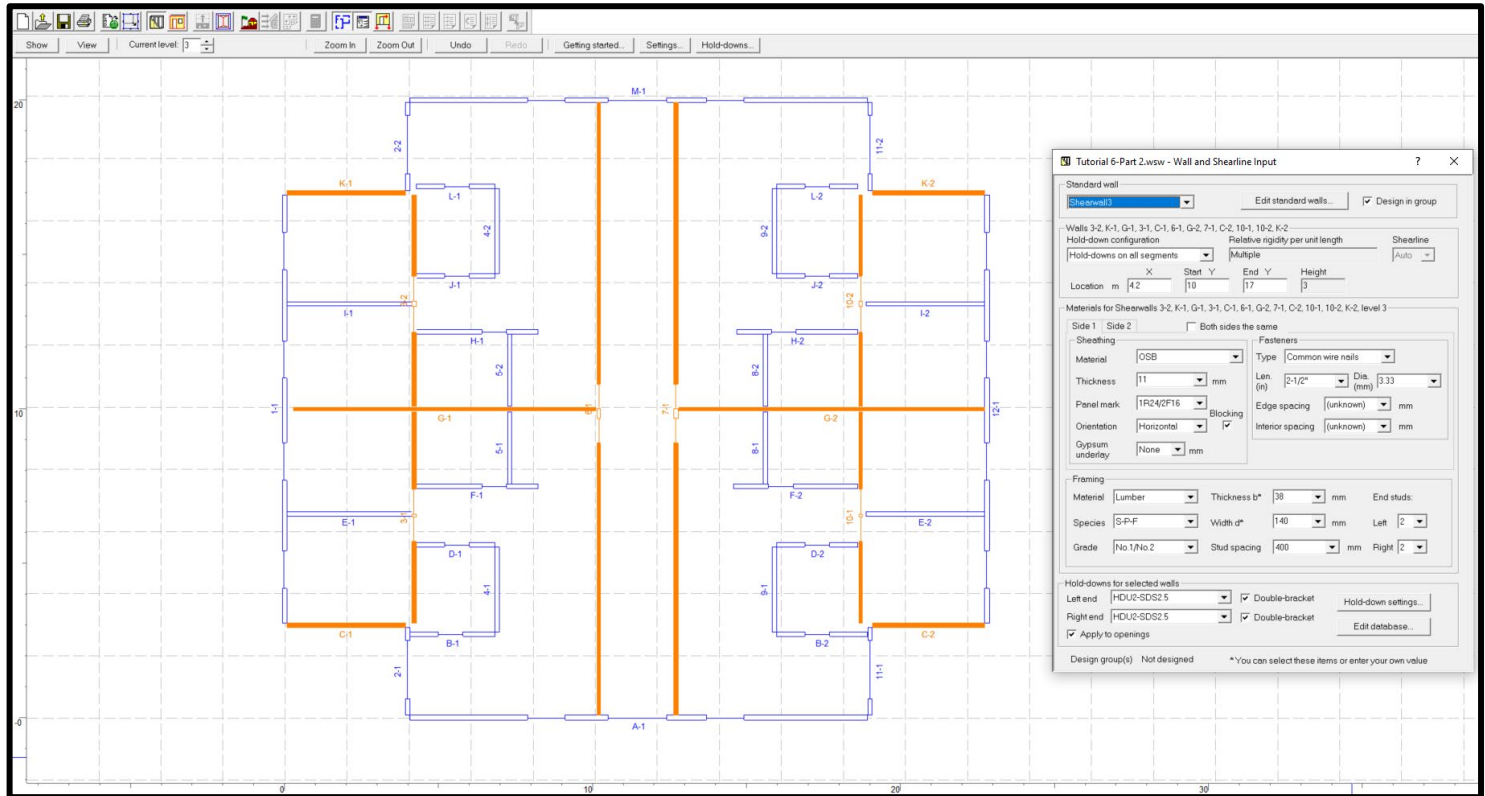 Show View Current level: 3 Zoom In Zoom Out Undo Redo Getting started... Settings... Hold-downs...
20
M-1
2-2
11-2
K-1
K-2
L-1
L-2
4-2
9-2
J-1
J-2
3-2
10-2
I-1
I-2
H-1
H-2
5-2
8-2
1-1
6-1
7-1
12-1
10
G-1
G-2
5-1
8-1
F-1
F-2
E-1
3-1
10-1
E-2
D-1
D-2
4-1
9-1
C-1
C-2
B-1
B-2
2-1
11-1
-0
A-1
0'
10'
20'
30'
Tutorial 6-Part 2.wsw - Wall and Shearline Input ? X
Standard wall
Shearwall3 Edit standard walls... Design in group
Walls 3-2, K-1, G-1, 3-1, C-1, 6-1, G-2, 7-1, C-2, 10-1, 10-2, K-2
Hold-down configuration Relative rigidity per unit length Shearline
Hold-downs on all segments Multiple Auto
X Start Y End Y Height
Location m 4.2 10 17 3
Materials for Shearwalls 3-2, K-1, G-1, 3-1, C-1, 6-1, G-2, 7-1, C-2, 10-1, 10-2, K-2, level 3
Side 1 Side 2 Both sides the same
Sheathing Fasteners
Material OSB Type Common wire nails
Thickness 11 mm Len. (in) 2-1/2" Dia. (mm) 3.33
Panel mark 1R24/2F16 Blocking Edge spacing (unknown) mm
Orientation Horizontal Interior spacing (unknown) mm
Gypsum underlay None mm
Framing
Material Lumber Thickness b* 38 mm End studs:
Species S-P-F Width d* 140 mm Left 2
Grade No.1/No.2 Stud spacing 400 mm Right 2
Hold-downs for selected walls
Left end HDU2-SDS2.5 Double-bracket Hold-down settings...
Right end HDU2-SDS2.5 Double-bracket Edit database...
Apply to openings
Design group(s) Not designed *You can select these items or enter your own value